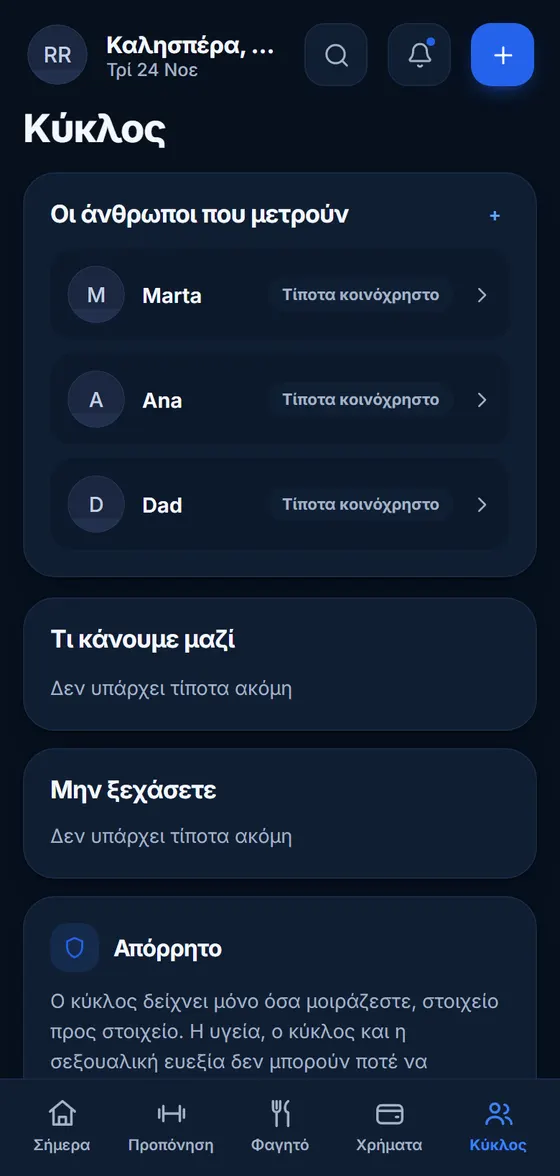 RR
Καλησπέρα, ...
Τρί 24 Νοε
Κύκλος
Οι άνθρωποι που μετρούν
+
M
Marta
Τίποτα κοινόχρηστο
A
Ana
Τίποτα κοινόχρηστο
D
Dad
Τίποτα κοινόχρηστο
Τι κάνουμε μαζί
Δεν υπάρχει τίποτα ακόμη
Μην ξεχάσετε
Δεν υπάρχει τίποτα ακόμη
Απόρρητο
Ο κύκλος δείχνει μόνο όσα μοιράζεστε, στοιχείο
προς στοιχείο. Η υγεία, ο κύκλος και η
σεξουαλική ευεξία δεν μπορούν ποτέ να
Σήμερα
Προπόνηση
Φαγητό
Χρήματα
Κύκλος